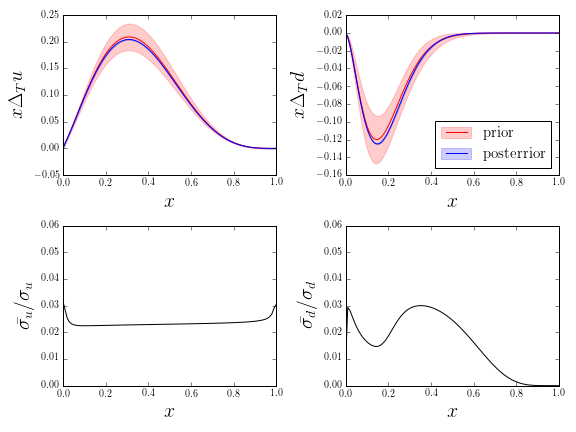 0.25
0.20
0.15
0.10
0.05
0.00
−0.05
xΔ_T u
0.0 0.2 0.4 0.6 0.8 1.0
x
0.02
0.00
−0.02
−0.04
−0.06
−0.08
−0.10
−0.12
−0.14
−0.16
xΔ_T d
prior
posterrior
0.0 0.2 0.4 0.6 0.8 1.0
x
0.06
0.05
0.04
0.03
0.02
0.01
0.00
σ̄_u/σ_u
0.0 0.2 0.4 0.6 0.8 1.0
x
0.06
0.05
0.04
0.03
0.02
0.01
0.00
σ̄_d/σ_d
0.0 0.2 0.4 0.6 0.8 1.0
x